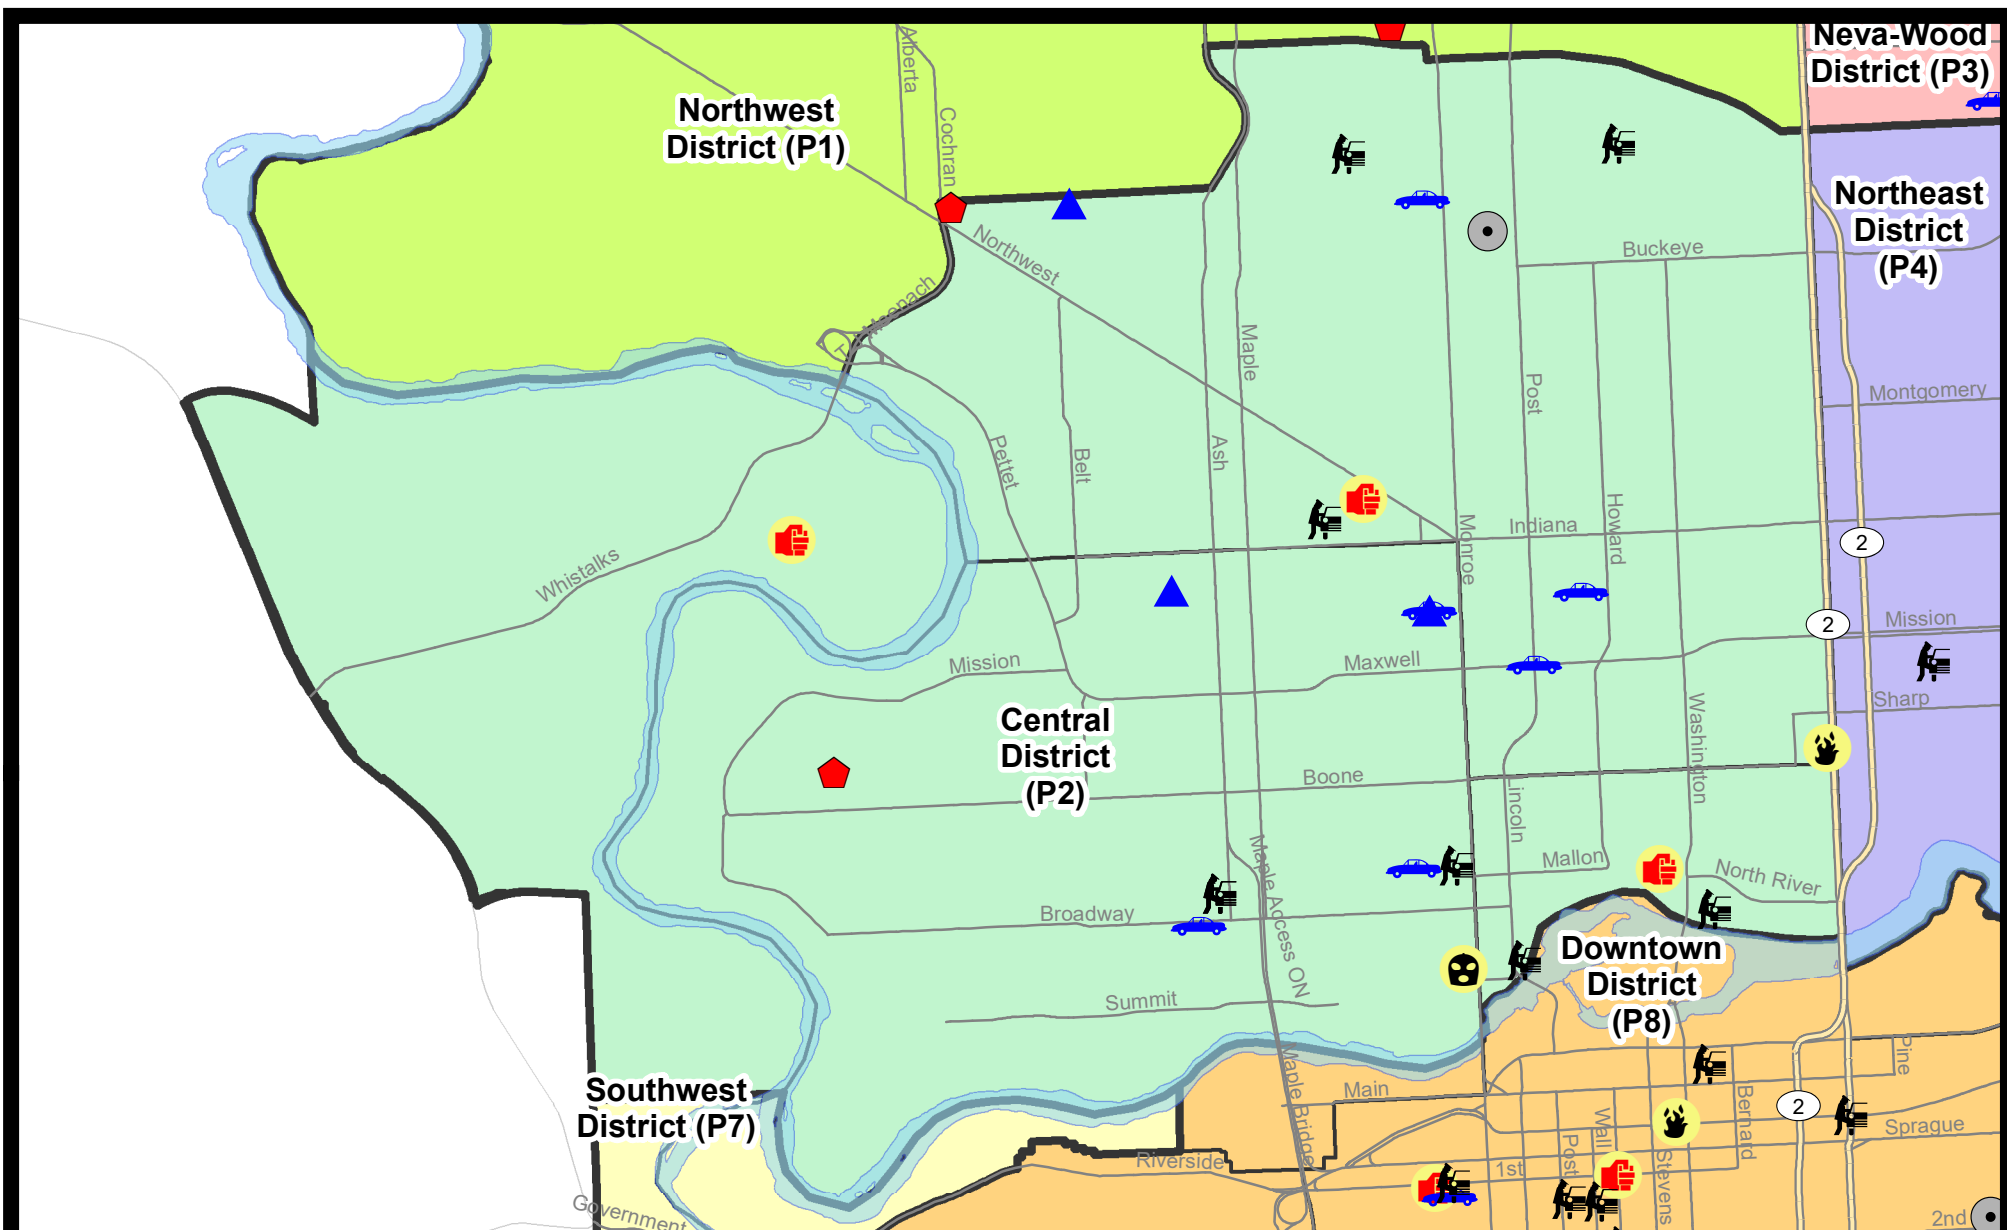 Neva-Wood
District (P3)
Alberta
Northwest
District (P1)
Cochran
Northeast
District
(P4)
Northwest
Buckeye
Maple
Post
Montgomery
Ash
Belt
Pettet
Howard
Monroe
Indiana
2
Whistalks
2
Mission
Mission
Maxwell
Sharp
Washington
Central
District
(P2)
Boone
Lincoln
Maple Access ON
Mallon
North River
Broadway
Downtown
District
(P8)
Summit
Pine
Southwest
District (P7)
Main
Maple Bridge
Bernard
2
Wall
Post
Sprague
Stevens
Riverside
1st
Government
2nd